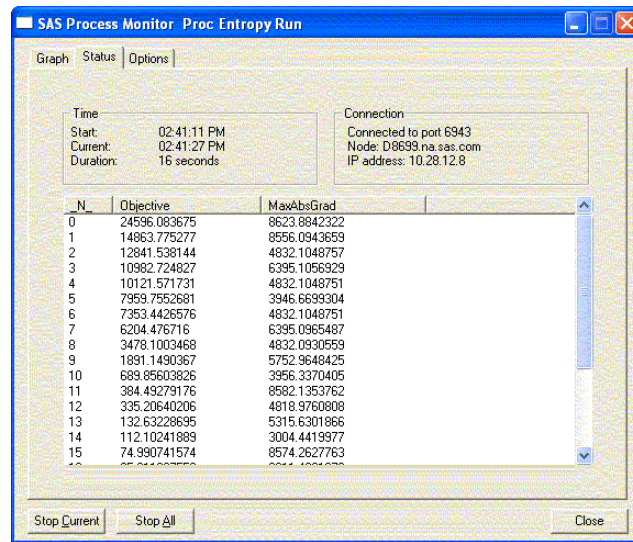 SAS Process Monitor Proc Entropy Run
Graph Status Options
Time
Start: 02:41:11 PM
Current: 02:41:27 PM
Duration: 16 seconds
Connection
Connected to port 6943
Node: D8699.na.sas.com
IP address: 10.28.12.8
_N_ Objective MaxAbsGrad
0 24596.083675 8623.8842322
1 14863.775277 8556.0943659
2 12841.538144 4832.1048757
3 10982.724827 6395.1056929
4 10121.571731 4832.1048751
5 7959.7552681 3946.6699304
6 7353.4426576 4832.1048751
7 6204.476716 6395.0965487
8 3478.1003468 4832.0930559
9 1891.1490367 5752.9648425
10 689.85603826 3956.3370405
11 384.49279176 8582.1353762
12 335.20640206 4818.9760808
13 132.63228695 5315.6301866
14 112.10241889 3004.4419977
15 74.990741574 8574.2627763
Stop Current Stop All Close